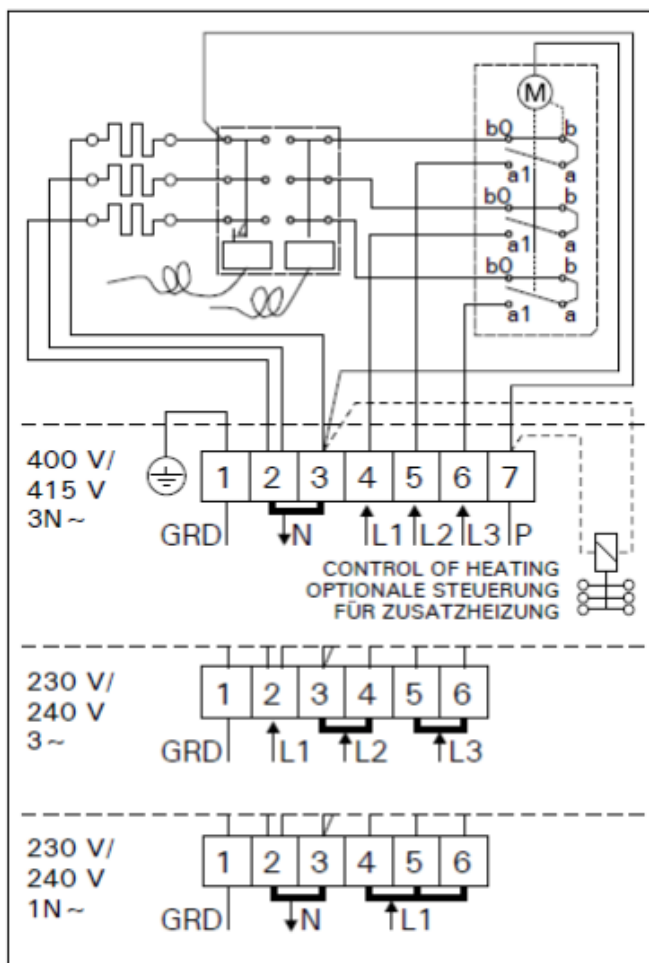 M
b0 b
a1 a
b0 b
a1 a
b0 b
a1 a
400 V/
415 V
3N~
1 2 3 4 5 6 7
GRD N L1 L2 L3 P
CONTROL OF HEATING
OPTIONALE STEUERUNG
FÜR ZUSATZHEIZUNG
230 V/
240 V
3~
1 2 3 4 5 6
GRD L1 L2 L3
230 V/
240 V
1N~
1 2 3 4 5 6
GRD N L1